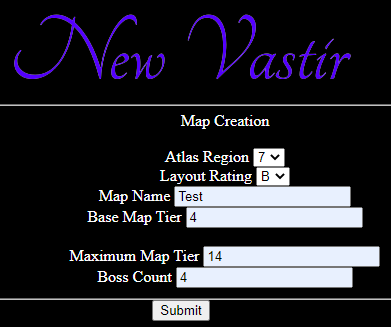 New Vastir
Map Creation
Atlas Region 7
Layout Rating B
Map Name Test
Base Map Tier 4
Maximum Map Tier 14
Boss Count 4
Submit